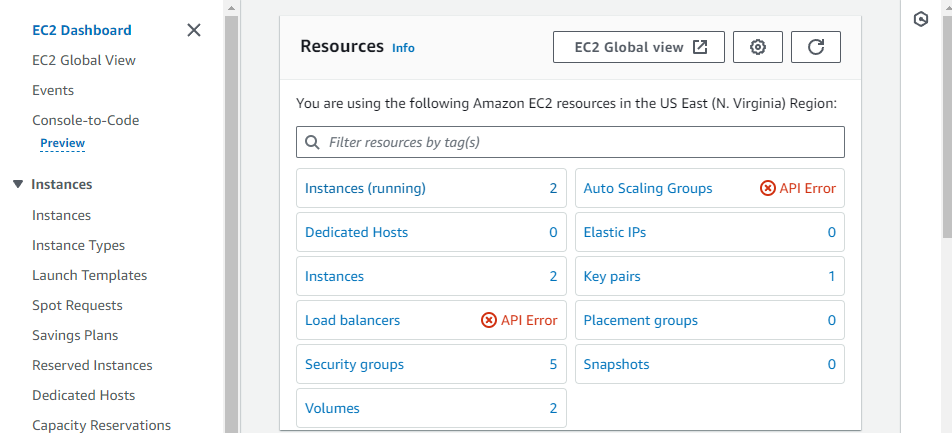 EC2 Dashboard
EC2 Global View
Events
Console-to-Code
Preview
Instances
Instances
Instance Types
Launch Templates
Spot Requests
Savings Plans
Reserved Instances
Dedicated Hosts
Capacity Reservations
Resources Info
EC2 Global view
You are using the following Amazon EC2 resources in the US East (N. Virginia) Region:
Filter resources by tag(s)
Instances (running) 2
Auto Scaling Groups API Error
Dedicated Hosts 0
Elastic IPs 0
Instances 2
Key pairs 1
Load balancers API Error
Placement groups 0
Security groups 5
Snapshots 0
Volumes 2